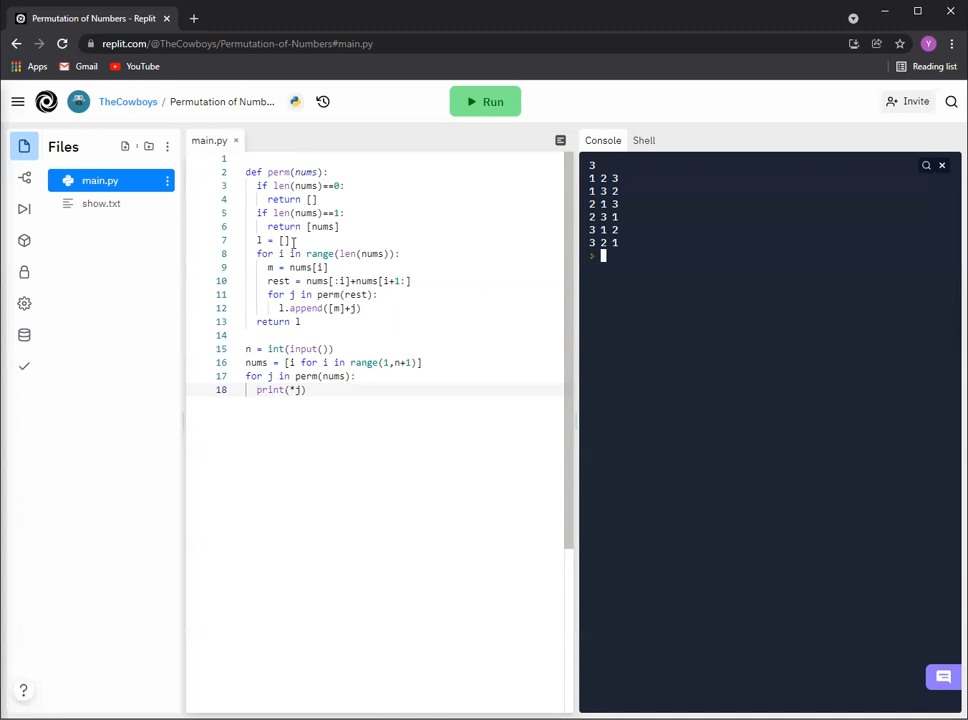 Permutation of Numbers - Replit
replit.com/@TheCowboys/Permutation-of-Numbers#main.py
Y
Apps
Gmail
YouTube
Reading list
TheCowboys / Permutation of Numb...
Run
Invite
Files
main.py
show.txt
main.py
1
2 def perm(nums):
3 if len(nums)==0:
4 return []
5 if len(nums)==1:
6 return [nums]
7 l = []
8 for i in range(len(nums)):
9 m = nums[i]
10 rest = nums[:i]+nums[i+1:]
11 for j in perm(rest):
12 l.append([m]+j)
13 return l
14
15 n = int(input())
16 nums = [i for i in range(1,n+1)]
17 for j in perm(nums):
18 print(*j)
Console
Shell
3
1 2 3
1 3 2
2 1 3
2 3 1
3 1 2
3 2 1
>
?